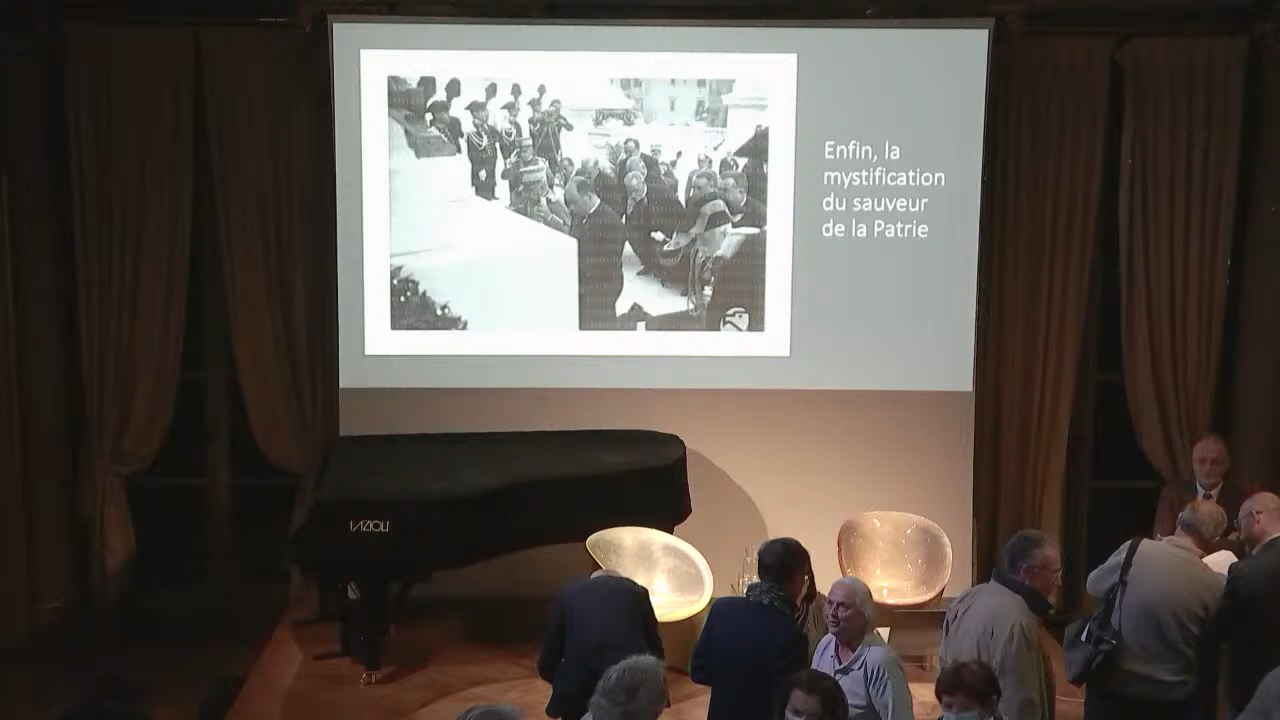 Enfin, la
mystification
du sauveur
de la Patrie
FAZIOLI